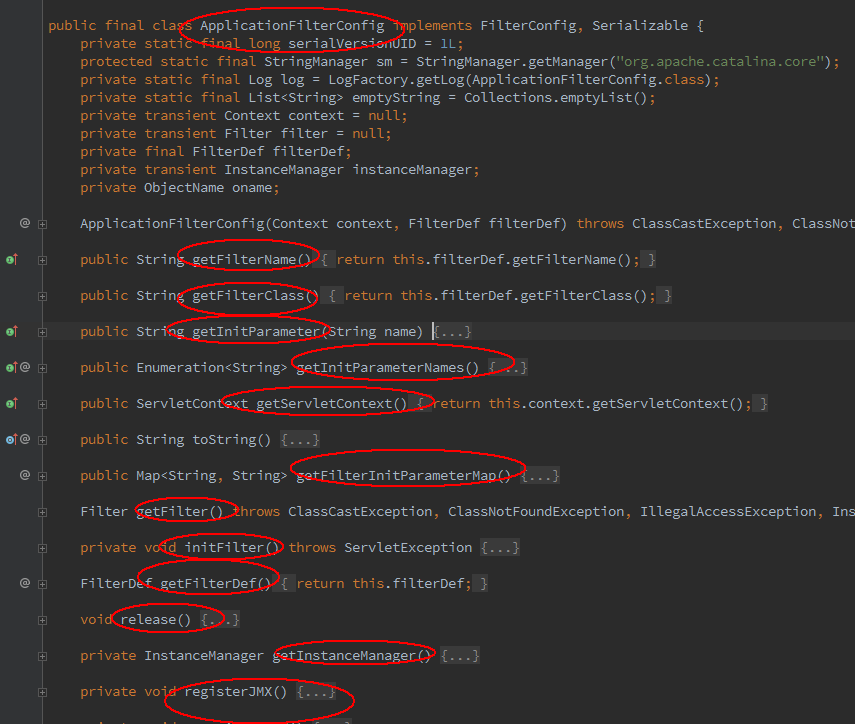 public final class ApplicationFilterConfig implements FilterConfig, Serializable {
private static final long serialVersionUID = 1L;
protected static final StringManager sm = StringManager.getManager("org.apache.catalina.core");
private static final Log log = LogFactory.getLog(ApplicationFilterConfig.class);
private static final List<String> emptyString = Collections.emptyList();
private transient Context context = null;
private transient Filter filter = null;
private final FilterDef filterDef;
private transient InstanceManager instanceManager;
private ObjectName oname;
@ ApplicationFilterConfig(Context context, FilterDef filterDef) throws ClassCastException, ClassNot
public String getFilterName() { return this.filterDef.getFilterName(); }
public String getFilterClass() { return this.filterDef.getFilterClass(); }
public String getInitParameter(String name) {...}
@ public Enumeration<String> getInitParameterNames() {...}
public ServletContext getServletContext() { return this.context.getServletContext(); }
@ public String toString() {...}
@ public Map<String, String> getFilterInitParameterMap() {...}
Filter getFilter() throws ClassCastException, ClassNotFoundException, IllegalAccessException, Ins
private void initFilter() throws ServletException {...}
@ FilterDef getFilterDef() { return this.filterDef; }
void release() {...}
private InstanceManager getInstanceManager() {...}
private void registerJMX() {...}